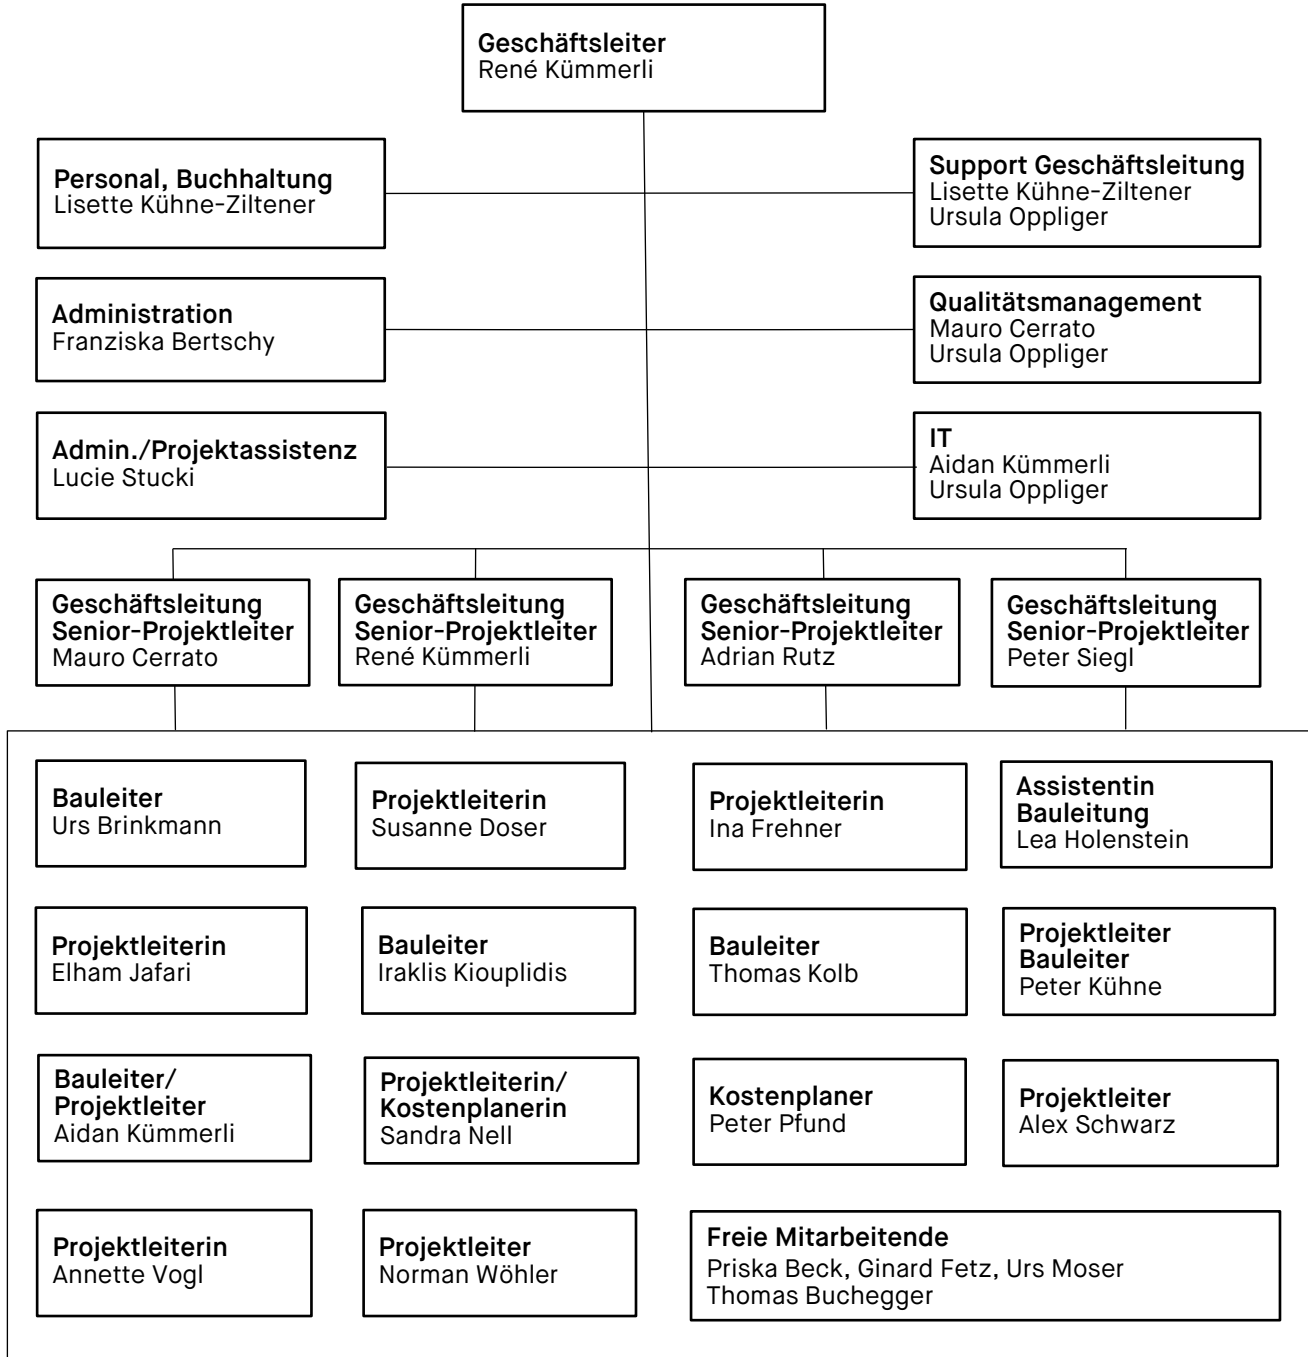 Geschäftsleiter
René Kümmerli
Personal, Buchhaltung
Lisette Kühne-Ziltener
Support Geschäftsleitung
Lisette Kühne-Ziltener
Ursula Oppliger
Administration
Franziska Bertschy
Qualitätsmanagement
Mauro Cerrato
Ursula Oppliger
Admin./Projektassistenz
Lucie Stucki
IT
Aidan Kümmerli
Ursula Oppliger
Geschäftsleitung
Senior-Projektleiter
Mauro Cerrato
Geschäftsleitung
Senior-Projektleiter
René Kümmerli
Geschäftsleitung
Senior-Projektleiter
Adrian Rutz
Geschäftsleitung
Senior-Projektleiter
Peter Siegl
Bauleiter
Urs Brinkmann
Projektleiterin
Susanne Doser
Projektleiterin
Ina Frehner
Assistentin
Bauleitung
Lea Holenstein
Projektleiterin
Elham Jafari
Bauleiter
Iraklis Kiouplidis
Bauleiter
Thomas Kolb
Projektleiter
Bauleiter
Peter Kühne
Bauleiter/
Projektleiter
Aidan Kümmerli
Projektleiterin/
Kostenplanerin
Sandra Nell
Kostenplaner
Peter Pfund
Projektleiter
Alex Schwarz
Projektleiterin
Annette Vogl
Projektleiter
Norman Wöhler
Freie Mitarbeitende
Priska Beck, Ginard Fetz, Urs Moser
Thomas Buchegger